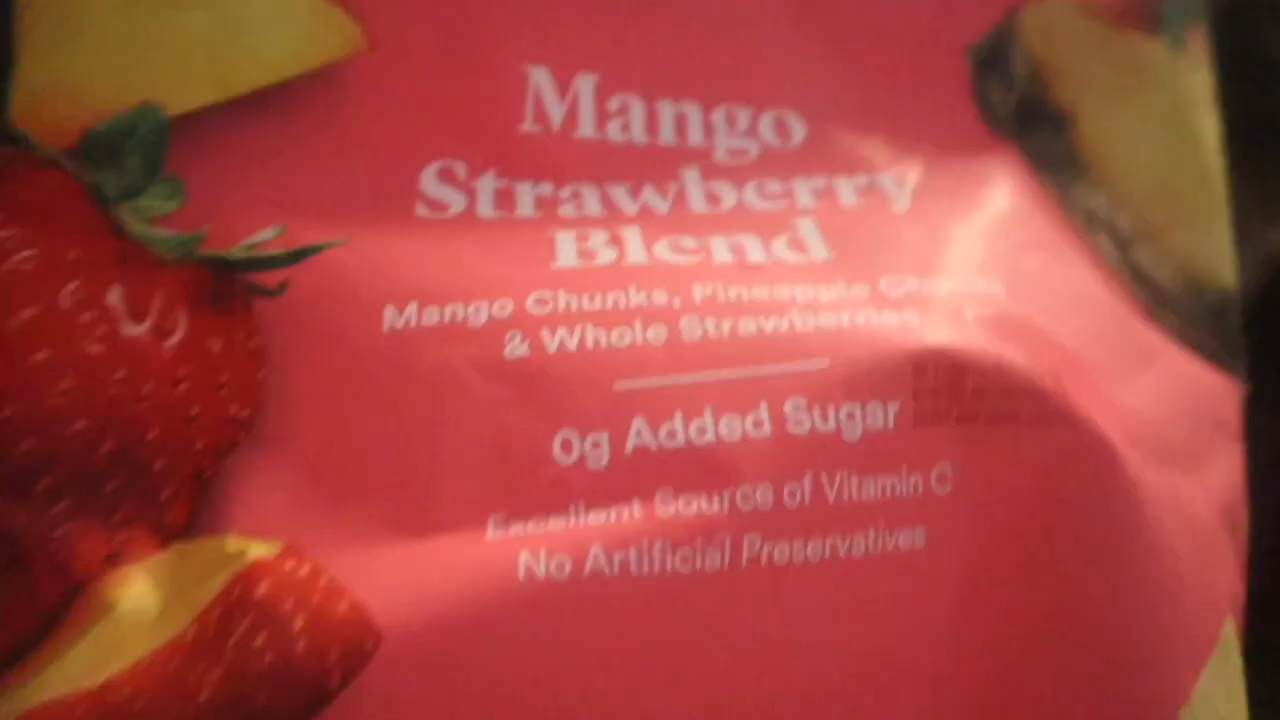 Mango
Strawberry
Blend
Mango Chunks, Pineapple Chunks
& Whole Strawberries
0g Added Sugar
Excellent Source of Vitamin C
No Artificial Preservatives